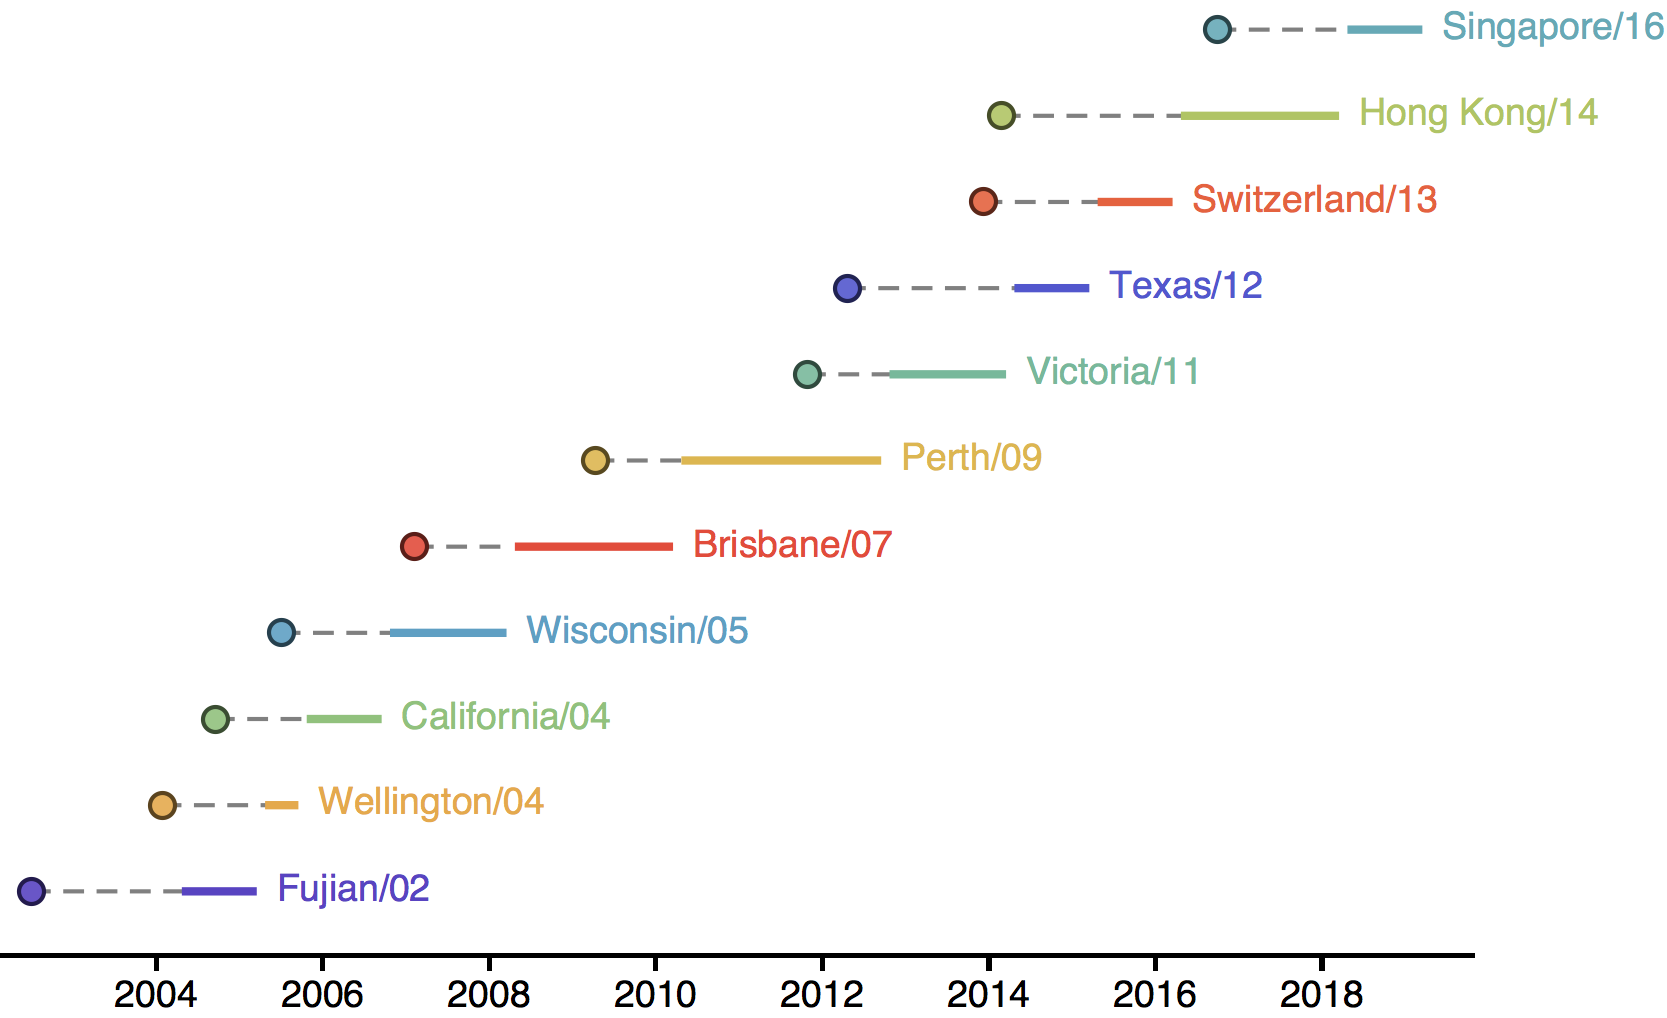 Singapore/16
Hong Kong/14
Switzerland/13
Texas/12
Victoria/11
Perth/09
Brisbane/07
Wisconsin/05
California/04
Wellington/04
Fujian/02
2004 2006 2008 2010 2012 2014 2016 2018